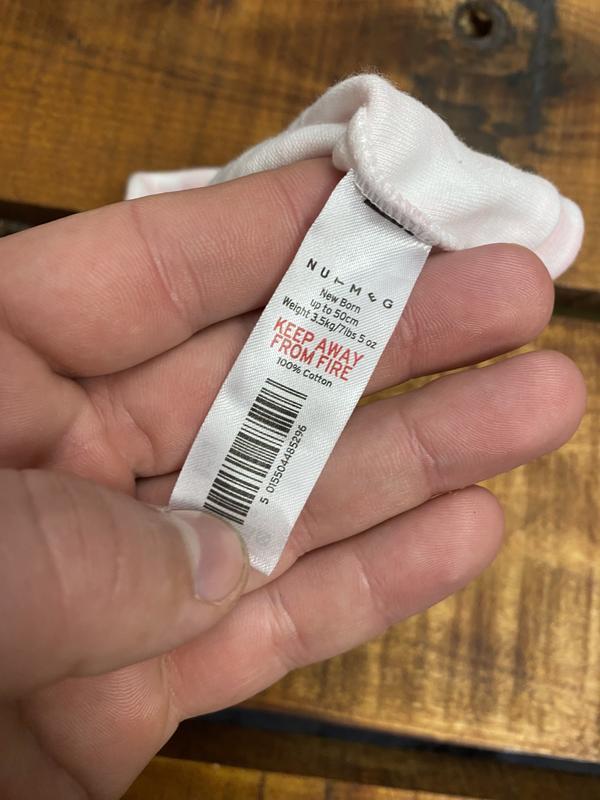 NUTMEG
New Born
up to 50cm
Weight 3.5kg/7lbs 5 oz
KEEP AWAY
FROM FIRE
100% Cotton
5 015504485296